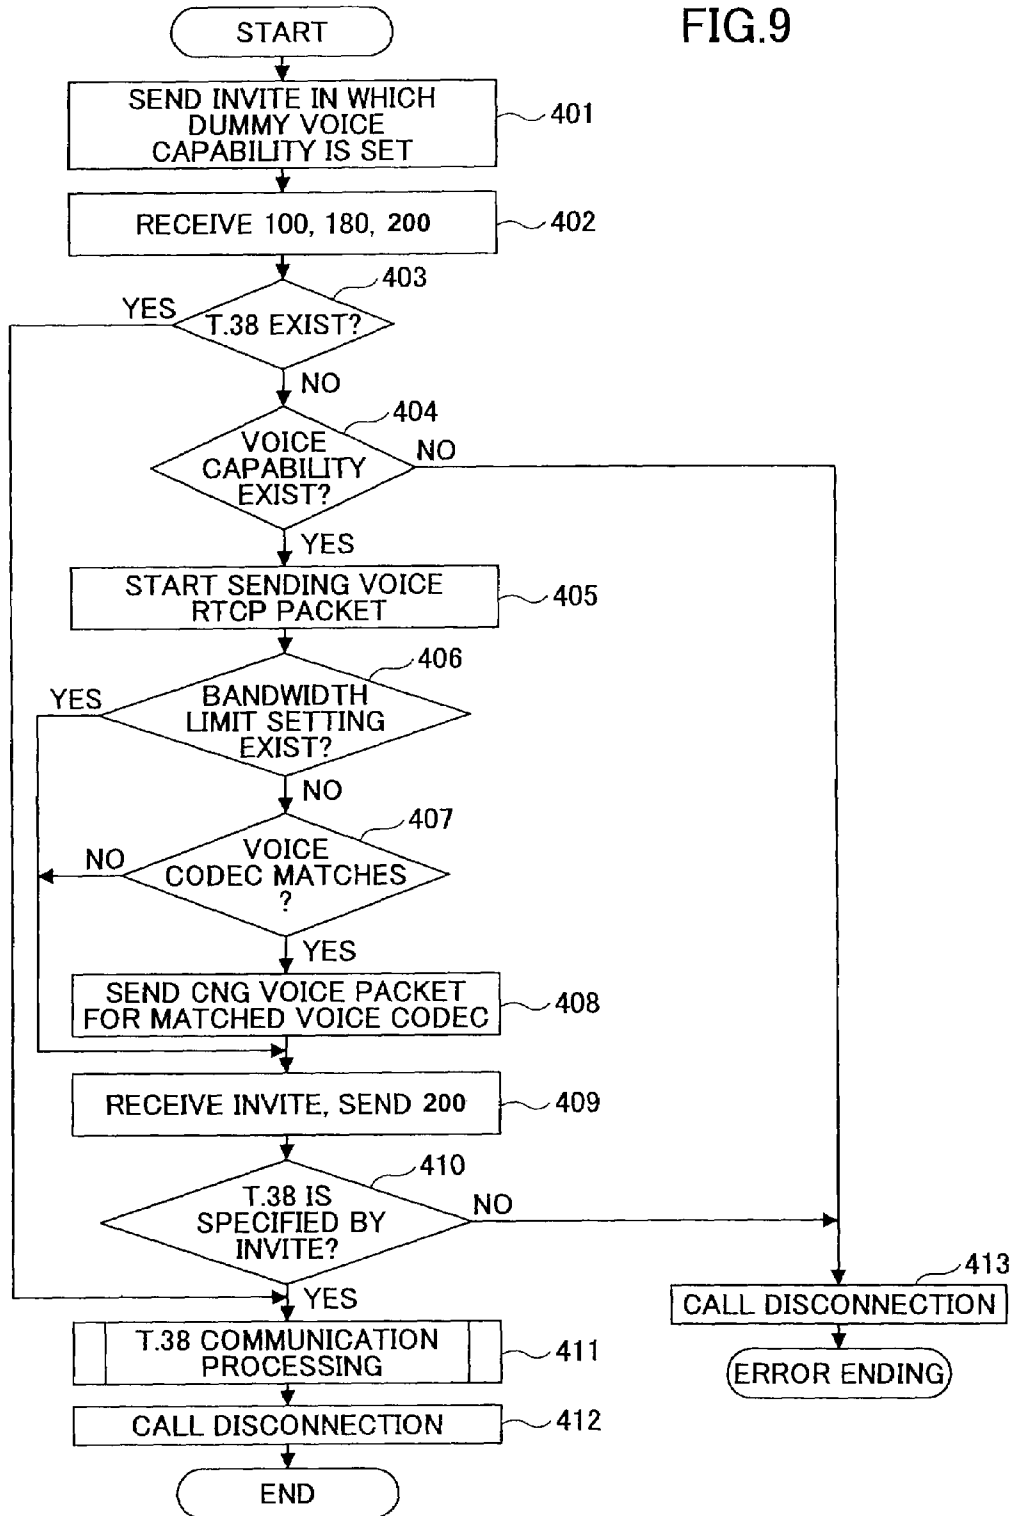 FIG.9
START
SEND INVITE IN WHICH
DUMMY VOICE
CAPABILITY IS SET
401
RECEIVE 100, 180, 200
402
403
YES
T.38 EXIST?
NO
404
VOICE
CAPABILITY
EXIST?
NO
YES
START SENDING VOICE
RTCP PACKET
405
406
YES
BANDWIDTH
LIMIT SETTING
EXIST?
NO
407
NO
VOICE
CODEC MATCHES
?
YES
SEND CNG VOICE PACKET
FOR MATCHED VOICE CODEC
408
RECEIVE INVITE, SEND 200
409
410
T.38 IS
SPECIFIED BY
INVITE?
NO
YES
413
CALL DISCONNECTION
T.38 COMMUNICATION
PROCESSING
411
ERROR ENDING
CALL DISCONNECTION
412
END